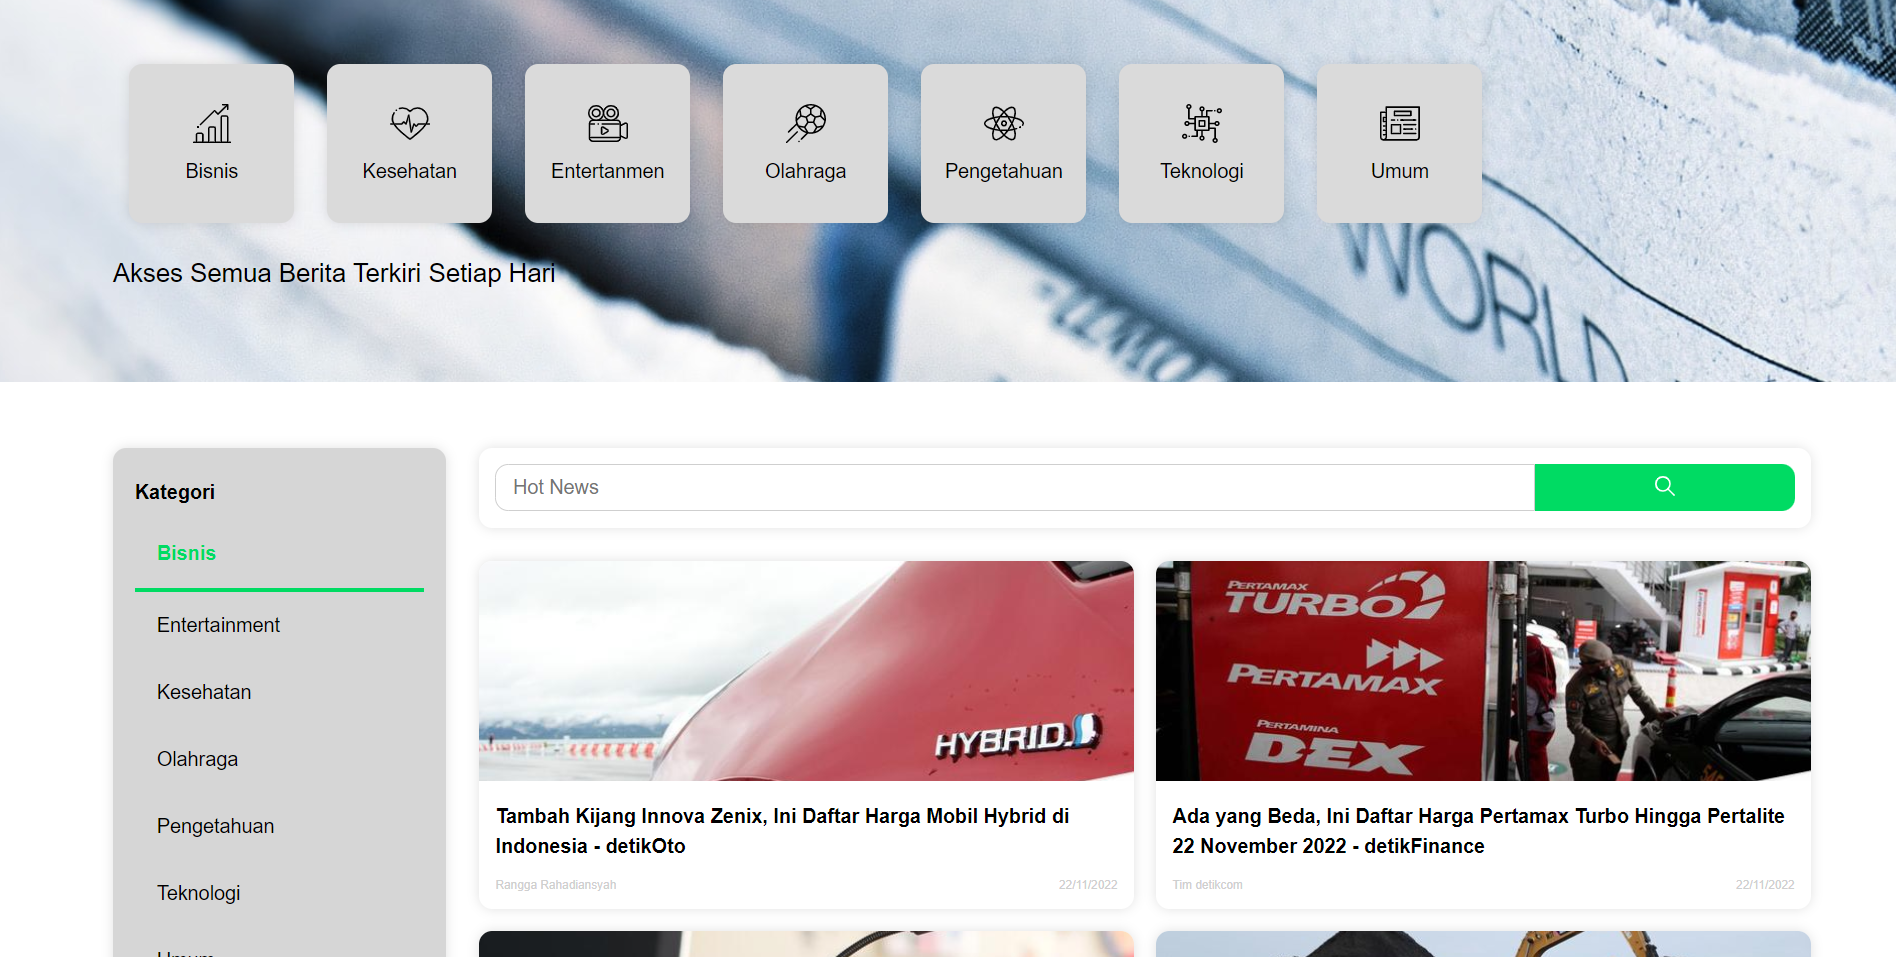 Bisnis
Kesehatan
Entertanmen
Olahraga
Pengetahuan
Teknologi
Umum
Akses Semua Berita Terkiri Setiap Hari
WORLD
Kategori
Bisnis
Entertainment
Kesehatan
Olahraga
Pengetahuan
Teknologi
Umum
Hot News
HYBRID
Tambah Kijang Innova Zenix, Ini Daftar Harga Mobil Hybrid di
Indonesia - detikOto
Rangga Rahadiansyah
22/11/2022
PERTAMAX
TURBO
PERTAMAX
PERTAMINA
DEX
Ada yang Beda, Ini Daftar Harga Pertamax Turbo Hingga Pertalite
22 November 2022 - detikFinance
Tim detikcom
22/11/2022